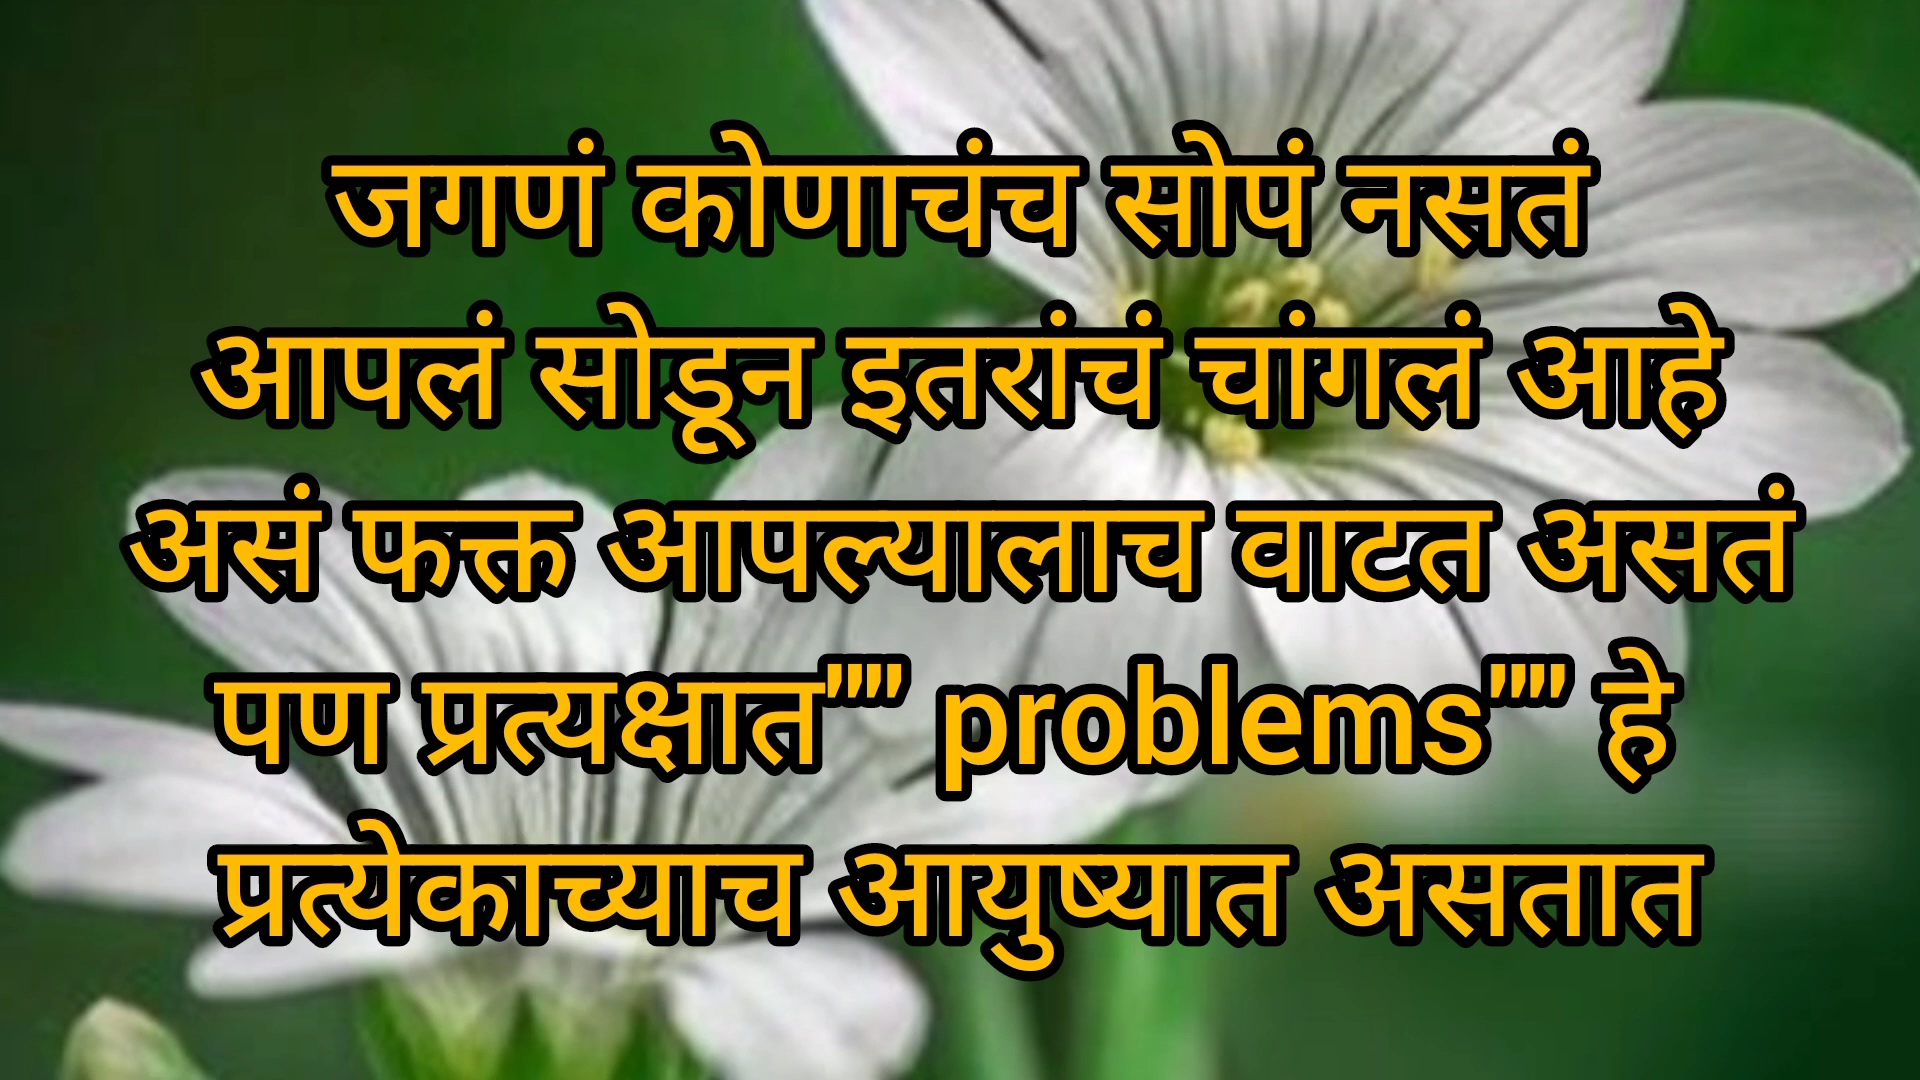 जगणं कोणाचंच सोपं नसतं
आपलं सोडून इतरांचं चांगलं आहे
असं फक्त आपल्यालाच वाटत असतं
पण प्रत्यक्षात"" problems"" हे
प्रत्येकाच्याच आयुष्यात असतात